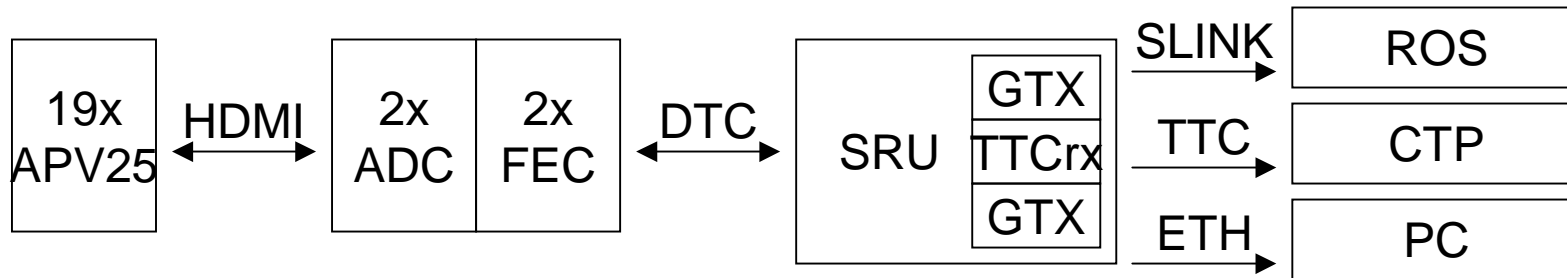 19x
APV25
HDMI
2x
ADC
2x
FEC
DTC
SRU
GTX
TTCrx
GTX
SLINK
ROS
TTC
CTP
ETH
PC